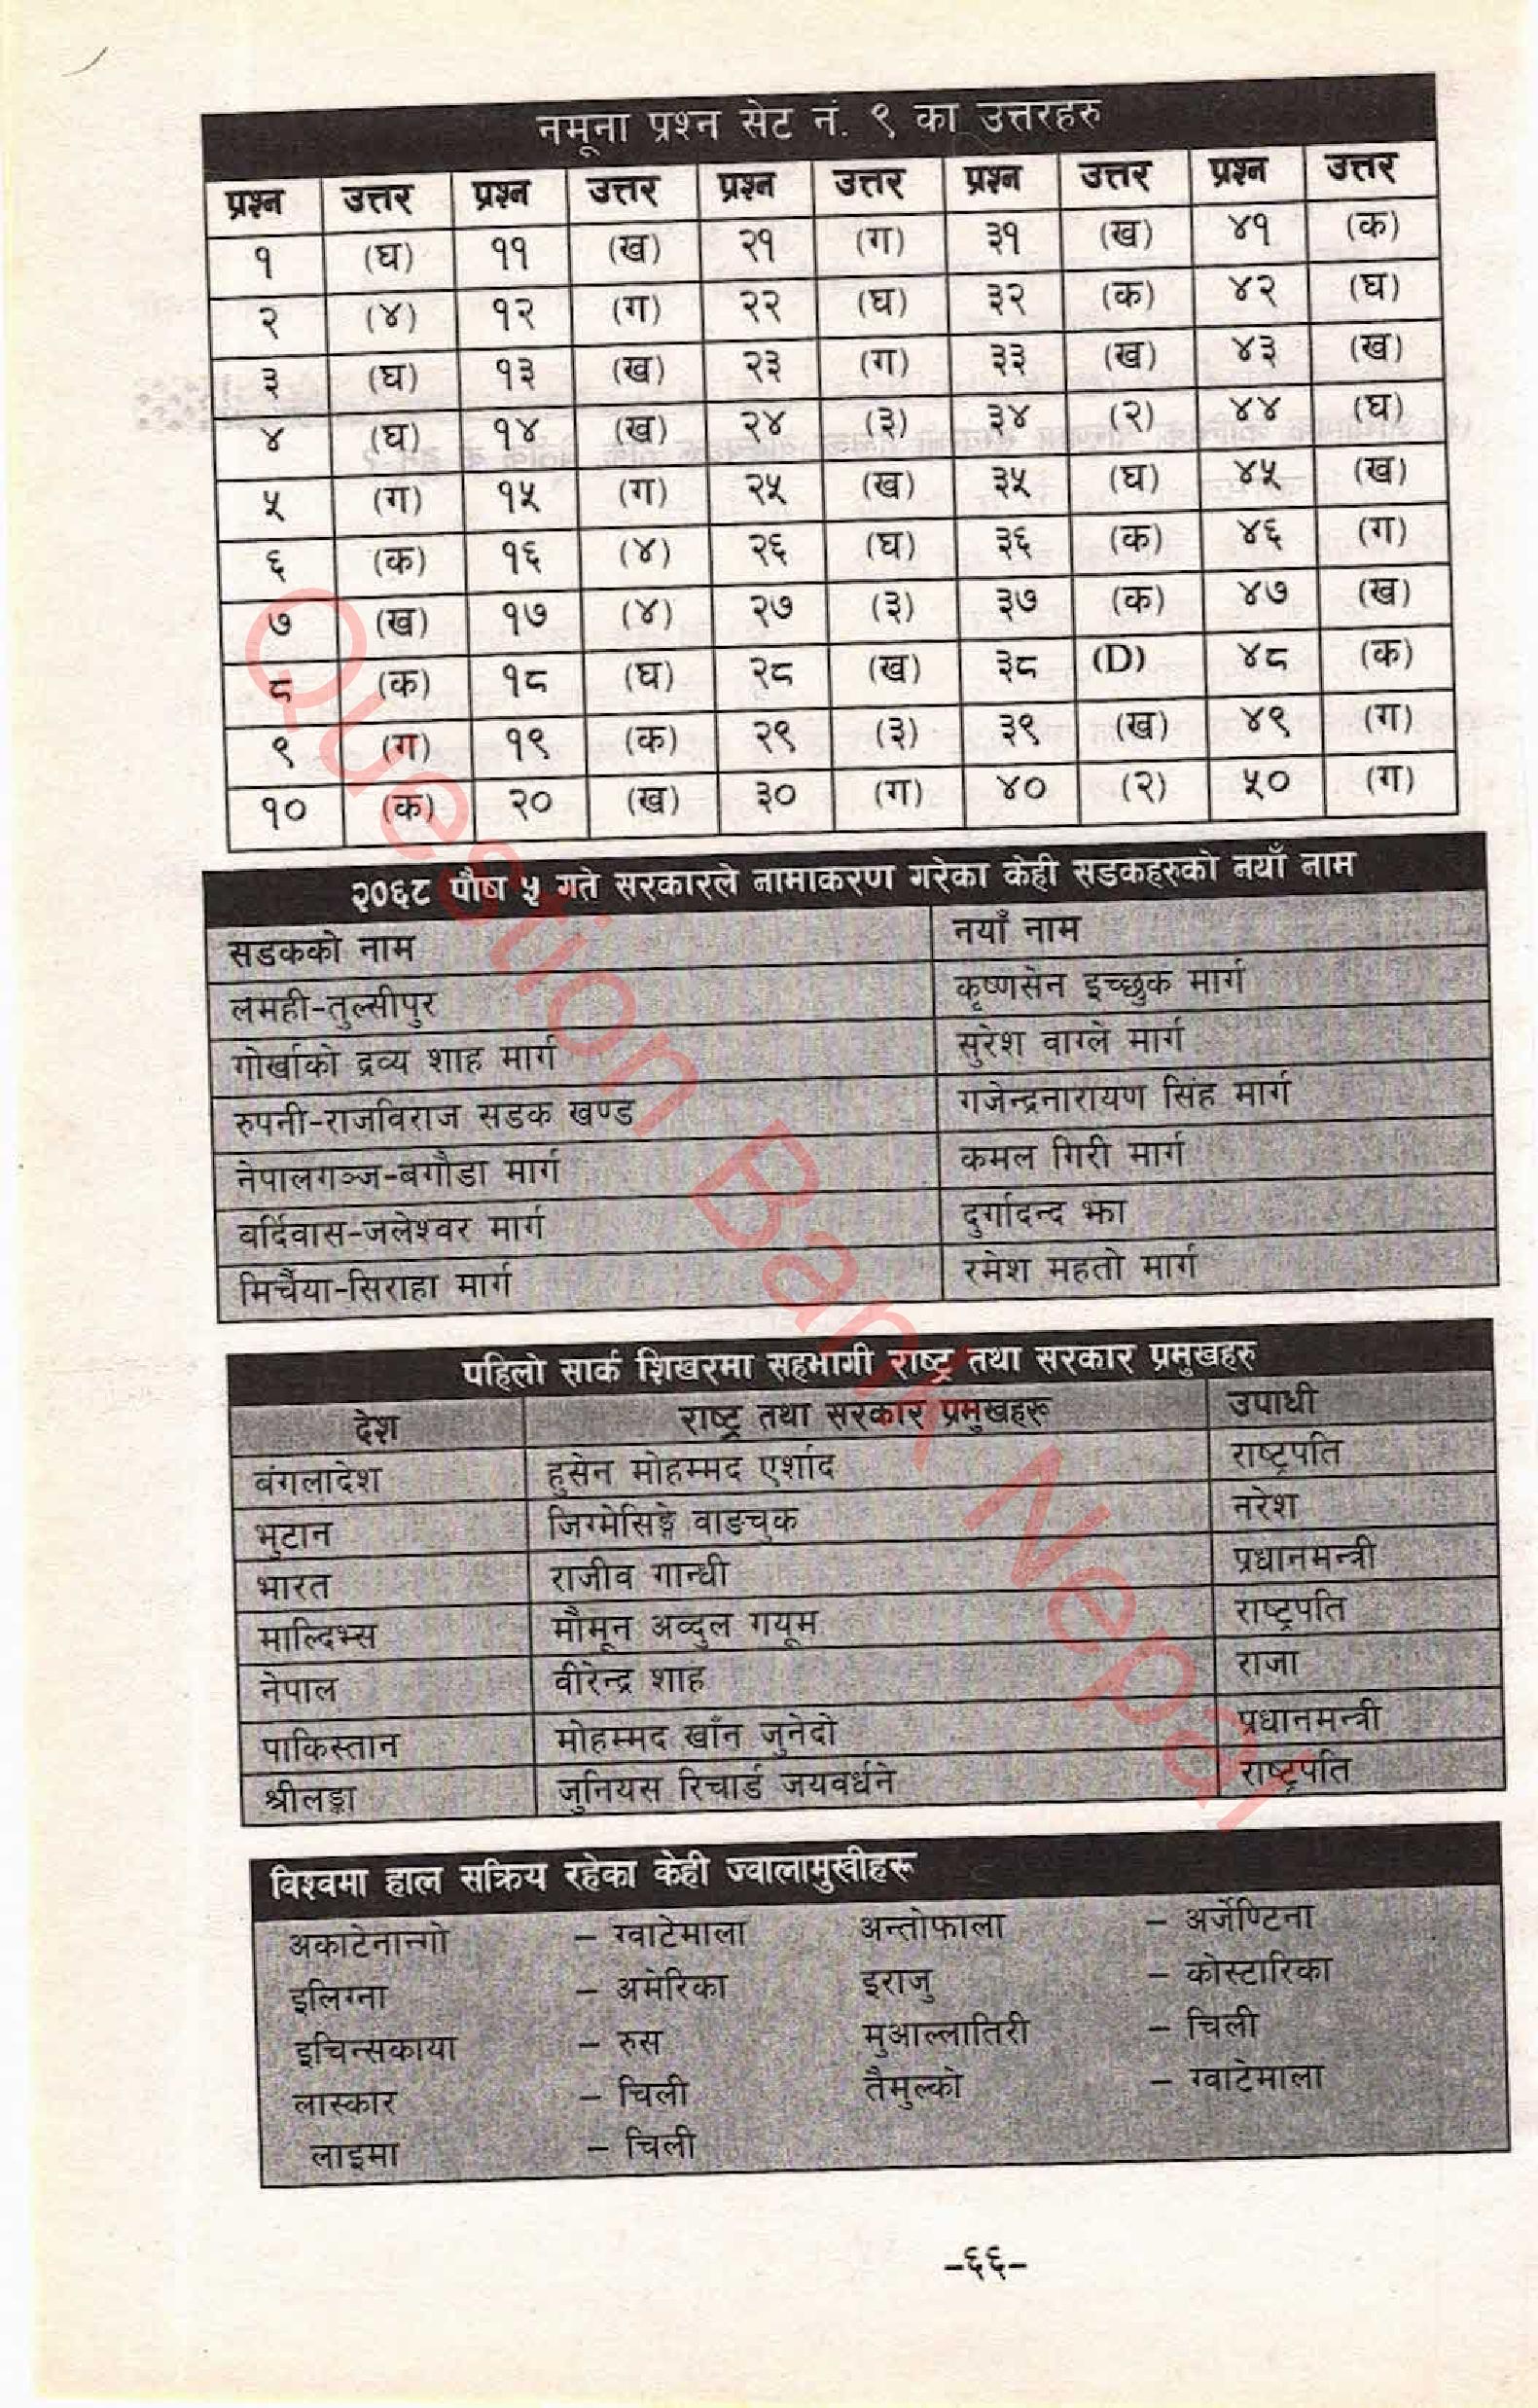 नमूना प्रश्न सेट नं. ९ का उत्तरहरु
प्रश्न उत्तर प्रश्न उत्तर प्रश्न उत्तर प्रश्न उत्तर प्रश्न उत्तर
१ (घ) ११ (ख) २१ (ग) ३१ (ख) ४१ (क)
२ (४) १२ (ग) २२ (घ) ३२ (क) ४२ (घ)
३ (घ) १३ (ख) २३ (ग) ३३ (ख) ४३ (ख)
४ (घ) १४ (ख) २४ (३) ३४ (२) ४४ (घ)
५ (ग) १५ (ग) २५ (ख) ३५ (घ) ४५ (ख)
६ (क) १६ (४) २६ (घ) ३६ (क) ४६ (ग)
७ (ख) १७ (४) २७ (३) ३७ (क) ४७ (ख)
८ (क) १८ (घ) २८ (ख) ३८ (D) ४८ (क)
९ (ग) १९ (क) २९ (३) ३९ (ख) ४९ (ग)
१० (क) २० (ख) ३० (ग) ४० (२) ५० (ग)
२०६८ पौष ५ गते सरकारले नामाकरण गरेका केही सडकहरुको नयाँ नाम
सडकको नाम नयाँ नाम
लमही-तुल्सीपुर कृष्णसेन इच्छुक मार्ग
गोर्खाको द्रव्य शाह मार्ग सुरेश वाग्ले मार्ग
रुपनी-राजविराज सडक खण्ड गजेन्द्रनारायण सिंह मार्ग
नेपालगञ्ज-बगौडा मार्ग कमल गिरी मार्ग
वर्दिवास-जलेश्वर मार्ग दुर्गादन्द झा
मिर्चैया-सिराहा मार्ग रमेश महतो मार्ग
पहिलो सार्क शिखरमा सहभागी राष्ट्र तथा सरकार प्रमुखहरु
देश राष्ट्र तथा सरकार प्रमुखहरू उपाधी
बंगलादेश हुसेन मोहम्मद एर्शाद राष्ट्रपति
भुटान जिग्मेसिङ्गे वाङचुक नरेश
भारत राजीव गान्धी प्रधानमन्त्री
माल्दिभ्स मौमून अव्दुल गयूम राष्ट्रपति
नेपाल वीरेन्द्र शाह राजा
पाकिस्तान मोहम्मद खाँन जुनेदो प्रधानमन्त्री
श्रीलङ्का जुनियस रिचार्ड जयवर्धने राष्ट्रपति
विश्वमा हाल सक्रिय रहेका केही ज्वालामुखीहरू
अकाटेनान्गो – ग्वाटेमाला अन्तोफाला – अर्जेण्टिना
इलिग्ना – अमेरिका इराजु – कोस्टारिका
इचिन्सकाया – रुस मुआल्लातिरी – चिली
लास्कार – चिली तैमुल्को – ग्वाटेमाला
लाइमा – चिली
-६६-
Question Bank Nepal